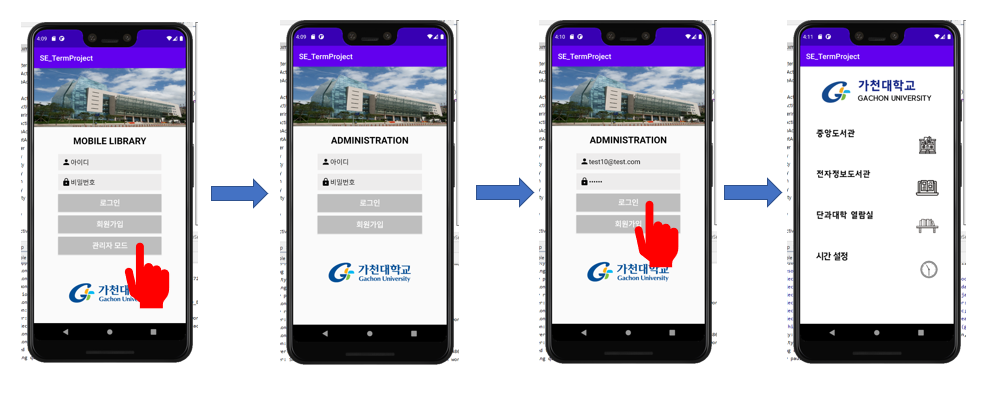 4:09
SE_TermProject
MOBILE LIBRARY
아이디
비밀번호
로그인
회원가입
관리자 모드
가천대
Gachon Univ
4:09
SE_TermProject
ADMINISTRATION
아이디
비밀번호
로그인
회원가입
가천대학교
Gachon University
4:10
SE_TermProject
ADMINISTRATION
test10@test.com
••••••
로그인
회원가입
가천대학교
Gachon University
4:11
SE_TermProject
가천대학교
GACHON UNIVERSITY
중앙도서관
전자정보도서관
단과대학 열람실
시간 설정